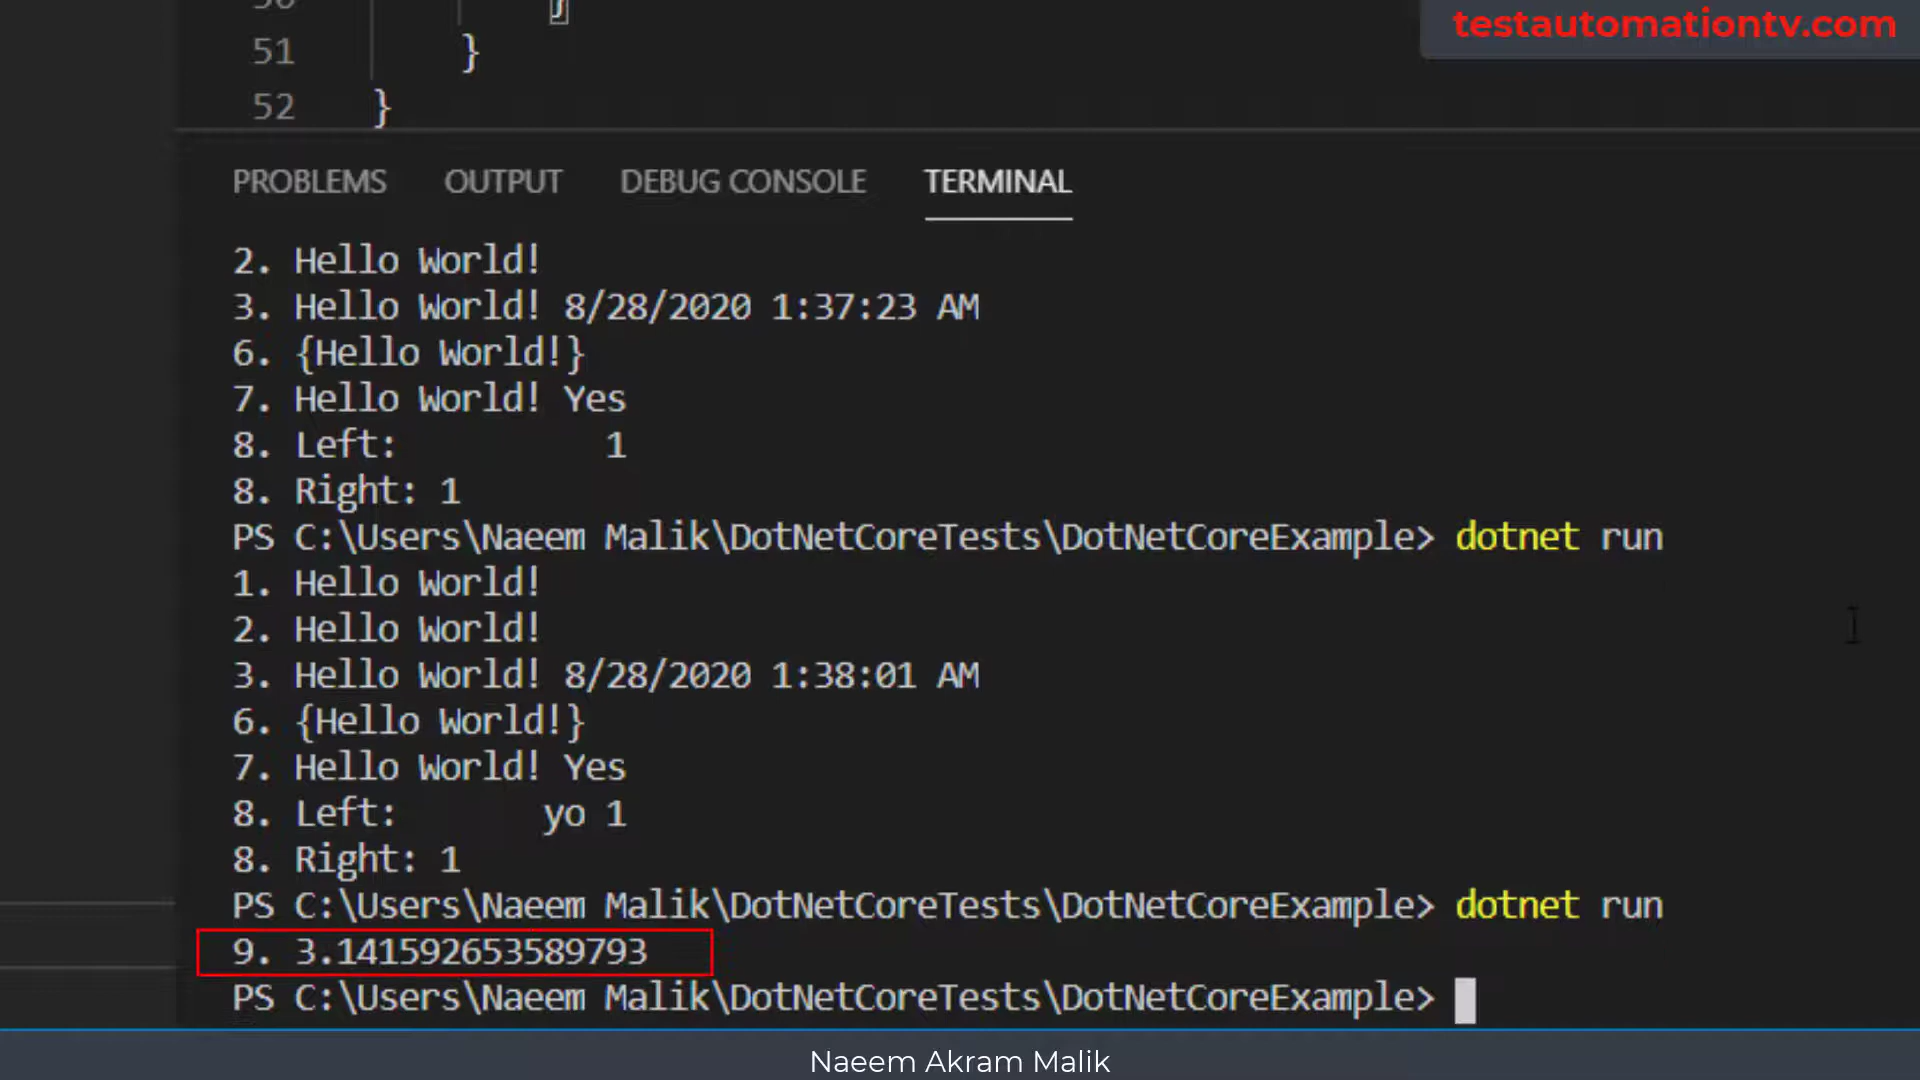 testautomationtv.com
50 }
51 }
52 }
PROBLEMS OUTPUT DEBUG CONSOLE TERMINAL
2. Hello World!
3. Hello World! 8/28/2020 1:37:23 AM
6. {Hello World!}
7. Hello World! Yes
8. Left:          1
8. Right: 1
PS C:\Users\Naeem Malik\DotNetCoreTests\DotNetCoreExample> dotnet run
1. Hello World!
2. Hello World!
3. Hello World! 8/28/2020 1:38:01 AM
6. {Hello World!}
7. Hello World! Yes
8. Left:       yo 1
8. Right: 1
PS C:\Users\Naeem Malik\DotNetCoreTests\DotNetCoreExample> dotnet run
9. 3.141592653589793
PS C:\Users\Naeem Malik\DotNetCoreTests\DotNetCoreExample>
Naeem Akram Malik